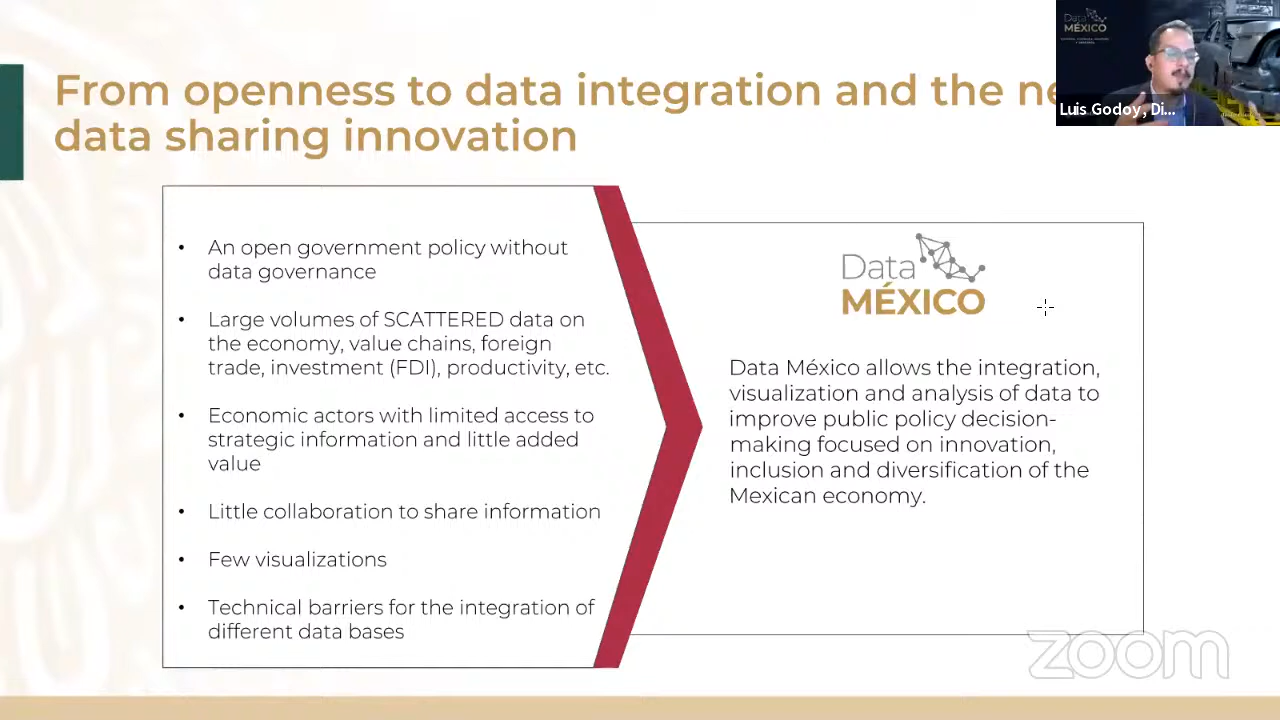 From openness to data integration and the
data sharing innovation
Data
MÉXICO
Luis Godoy, Di...
• An open government policy without
data governance
• Large volumes of SCATTERED data on
the economy, value chains, foreign
trade, investment (FDI), productivity, etc.
• Economic actors with limited access to
strategic information and little added
value
• Little collaboration to share information
• Few visualizations
• Technical barriers for the integration of
different data bases
Data
MÉXICO
Data México allows the integration,
visualization and analysis of data to
improve public policy decision-
making focused on innovation,
inclusion and diversification of the
Mexican economy.
zoom